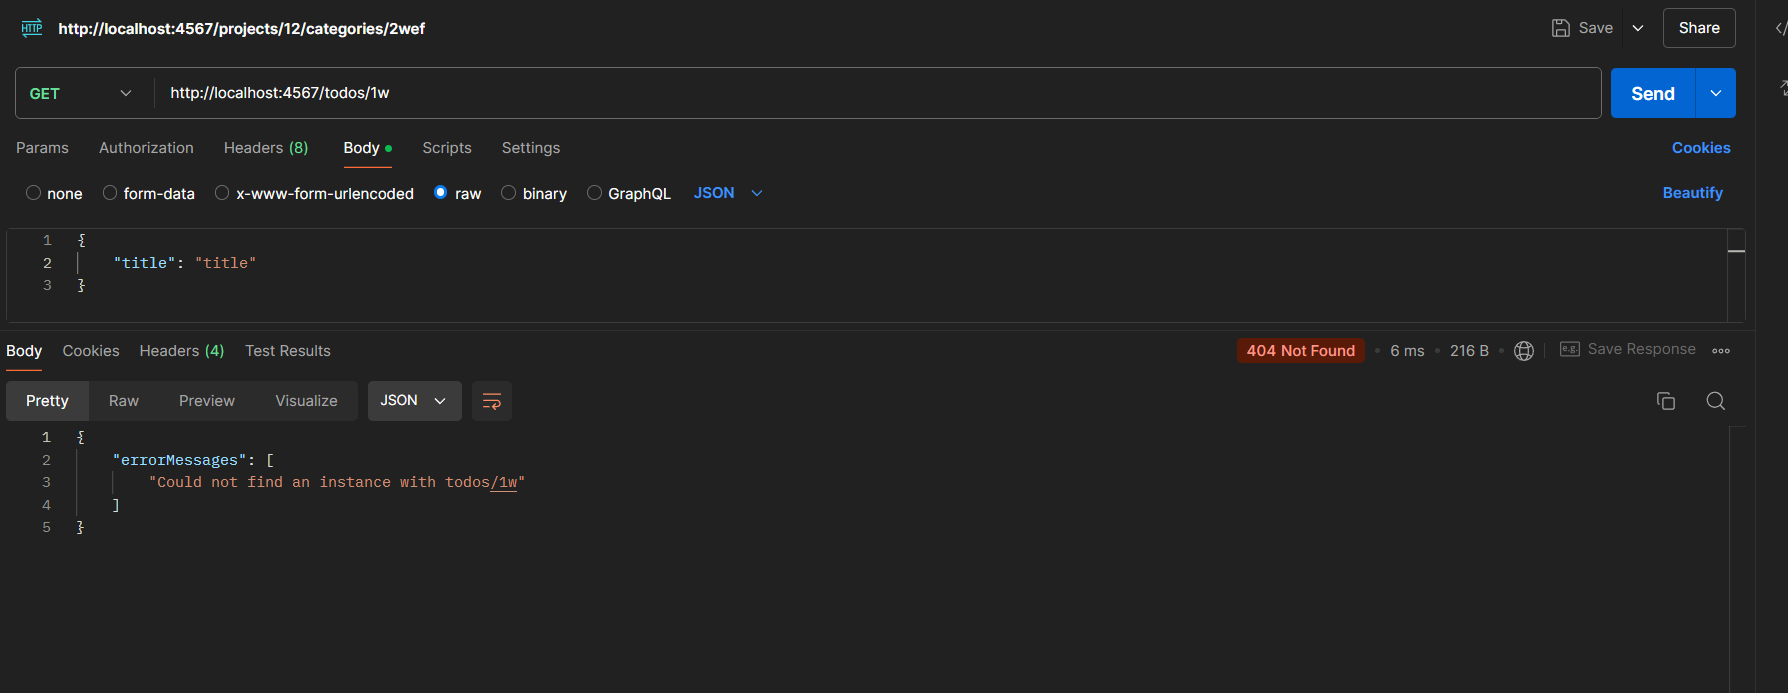 HTTP http://localhost:4567/projects/12/categories/2wef Save Share
GET http://localhost:4567/todos/1w Send
Params Authorization Headers (8) Body Scripts Settings Cookies
none form-data x-www-form-urlencoded raw binary GraphQL JSON Beautify
1 {
2 "title": "title"
3 }
Body Cookies Headers (4) Test Results 404 Not Found 6 ms 216 B e.g. Save Response
Pretty Raw Preview Visualize JSON
1 {
2 "errorMessages": [
3 "Could not find an instance with todos/1w"
4 ]
5 }